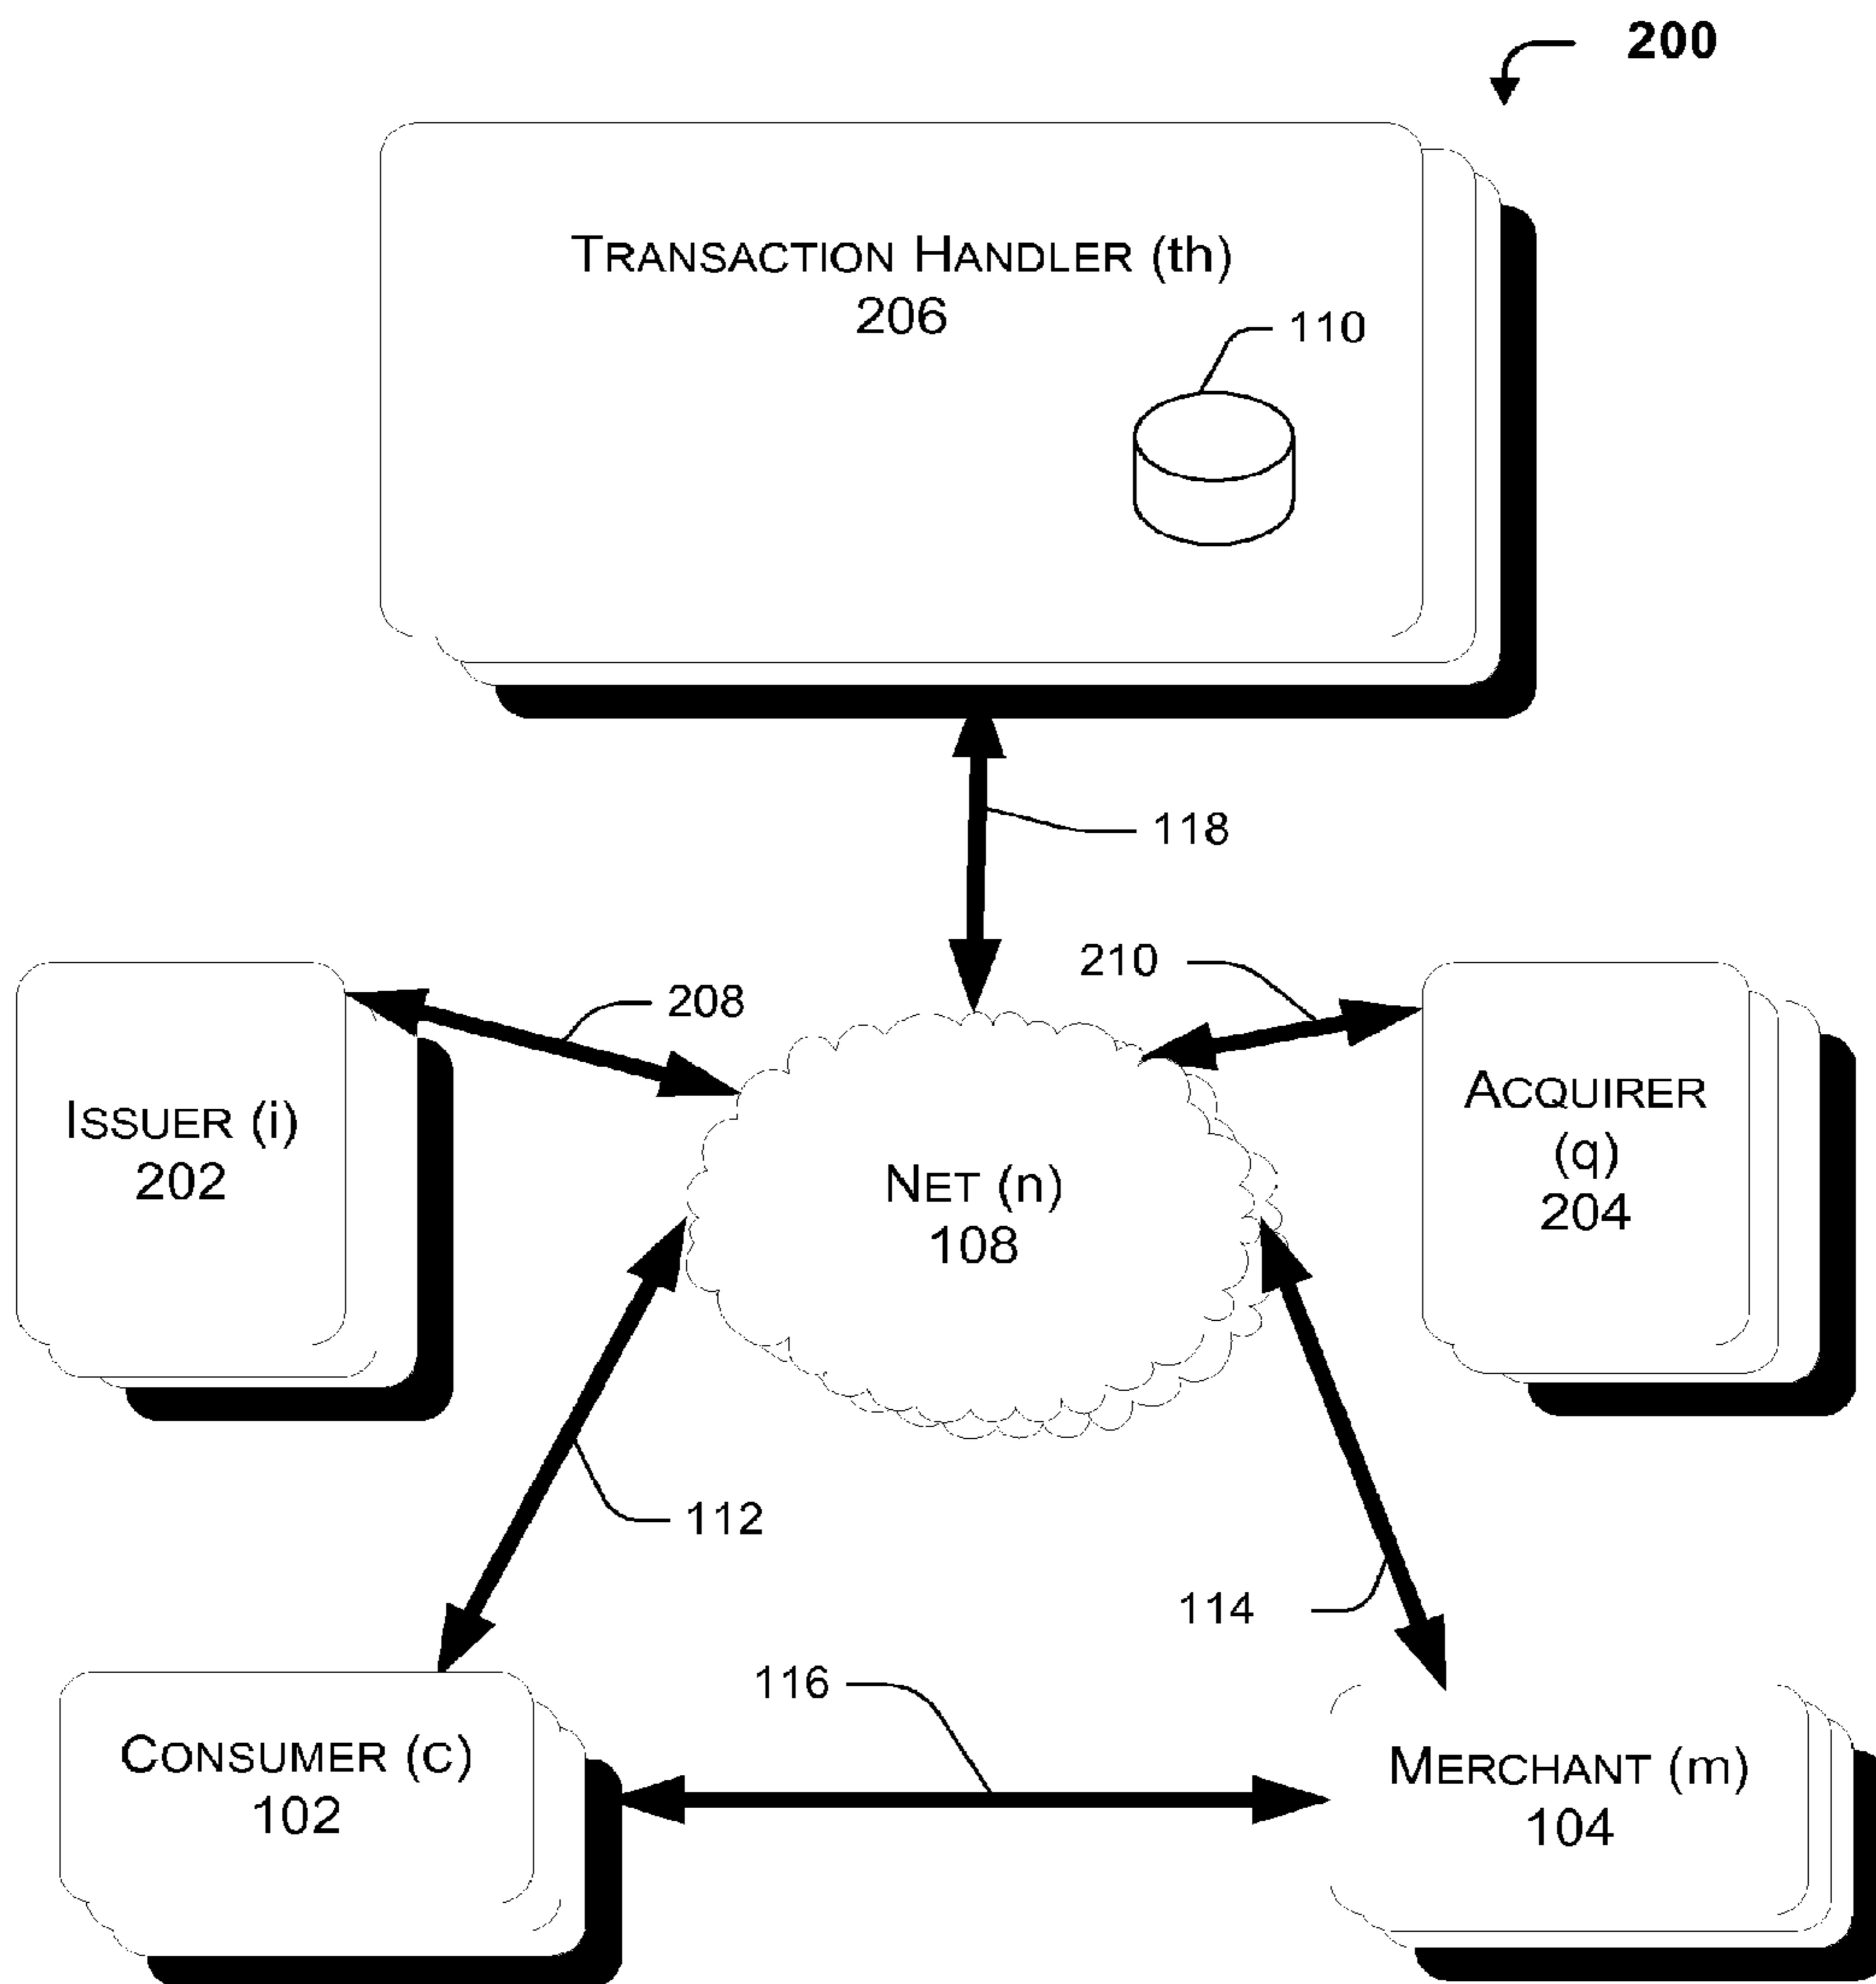 200
TRANSACTION HANDLER (th)
206
110
118
210
208
ISSUER (i)
202
ACQUIRER
(q)
204
NET (n)
108
112
114
116
CONSUMER (c)
102
MERCHANT (m)
104